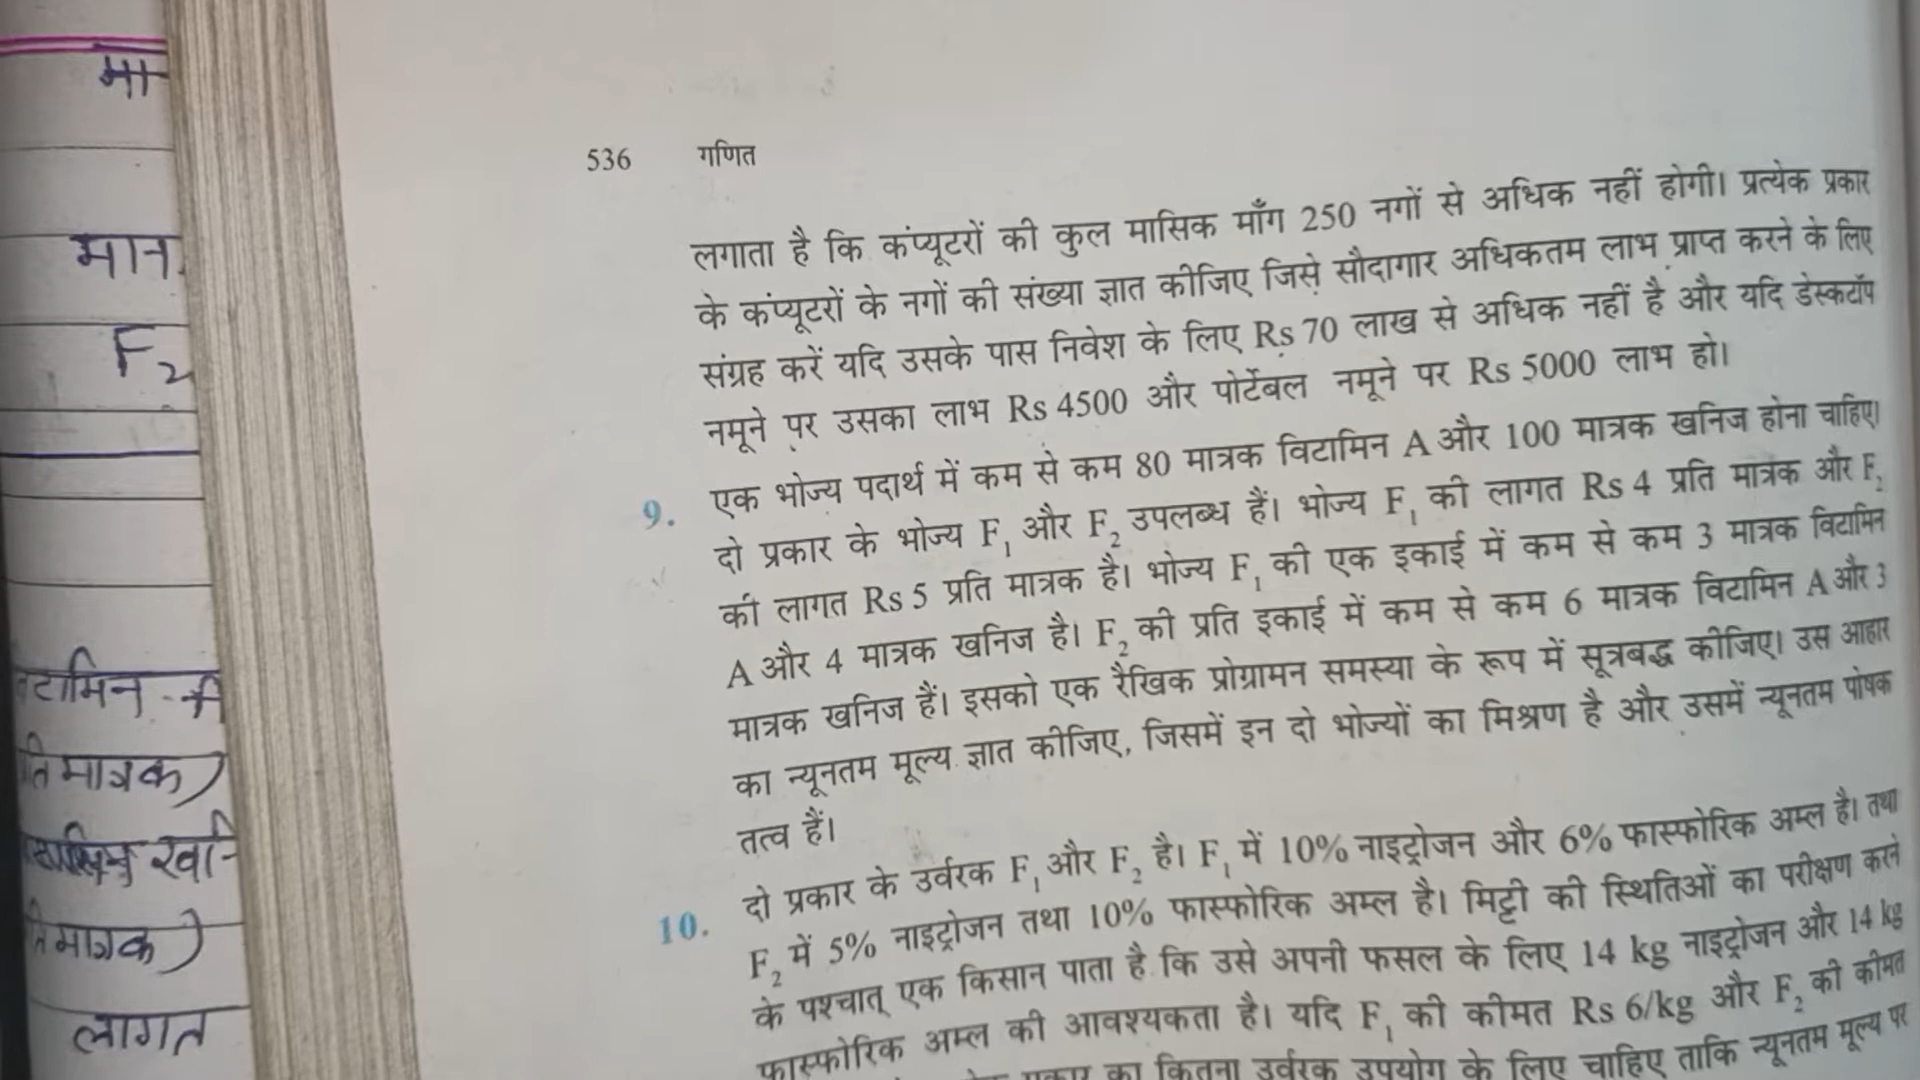 मा
मान
F2
लागत
536 गणित
लगाता है कि कंप्यूटरों की कुल मासिक माँग 250 नगों से अधिक नहीं होगी। प्रत्येक प्रकार
के कंप्यूटरों के नगों की संख्या ज्ञात कीजिए जिसे सौदागार अधिकतम लाभ प्राप्त करने के लिए
संग्रह करें यदि उसके पास निवेश के लिए Rs 70 लाख से अधिक नहीं है और यदि डेस्कटॉप
नमूने पर उसका लाभ Rs 4500 और पोर्टेबल नमूने पर Rs 5000 लाभ हो।
9. एक भोज्य पदार्थ में कम से कम 80 मात्रक विटामिन A और 100 मात्रक खनिज होना चाहिए।
दो प्रकार के भोज्य F1 और F2 उपलब्ध हैं। भोज्य F1 की लागत Rs 4 प्रति मात्रक और F2
की लागत Rs 5 प्रति मात्रक है। भोज्य F1 की एक इकाई में कम से कम 3 मात्रक विटामिन
A और 4 मात्रक खनिज है। F2 की प्रति इकाई में कम से कम 6 मात्रक विटामिन A और 3
मात्रक खनिज हैं। इसको एक रैखिक प्रोग्रामन समस्या के रूप में सूत्रबद्ध कीजिए। उस आहार
का न्यूनतम मूल्य ज्ञात कीजिए, जिसमें इन दो भोज्यों का मिश्रण है और उसमें न्यूनतम पोषक
तत्व हैं।
10. दो प्रकार के उर्वरक F1 और F2 है। F1 में 10% नाइट्रोजन और 6% फास्फोरिक अम्ल है। तथा
F2 में 5% नाइट्रोजन तथा 10% फास्फोरिक अम्ल है। मिट्टी की स्थितिओं का परीक्षण करने
के पश्चात् एक किसान पाता है कि उसे अपनी फसल के लिए 14 kg नाइट्रोजन और 14 kg
फास्फोरिक अम्ल की आवश्यकता है। यदि F1 की कीमत Rs 6/kg और F2 की कीमत
प्रकार का कितना उर्वरक उपयोग के लिए चाहिए ताकि न्यूनतम मूल्य पर